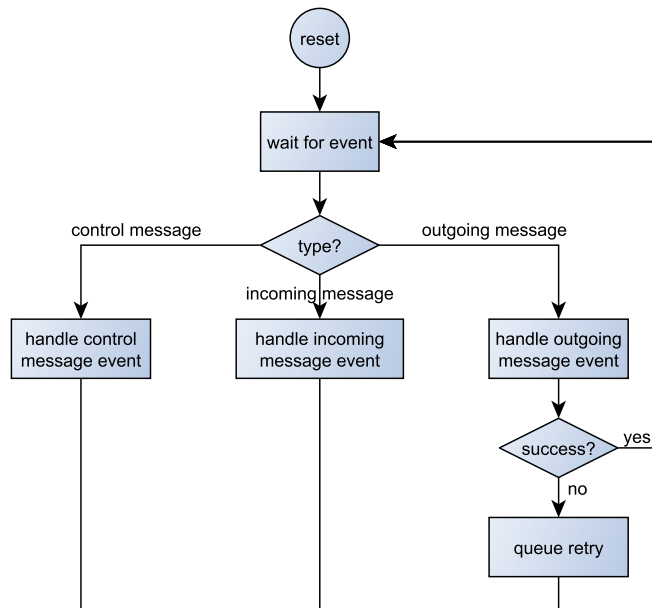 reset
wait for event
type?
control message
outgoing message
incoming message
handle control
message event
handle incoming
message event
handle outgoing
message event
success?
yes
no
queue retry